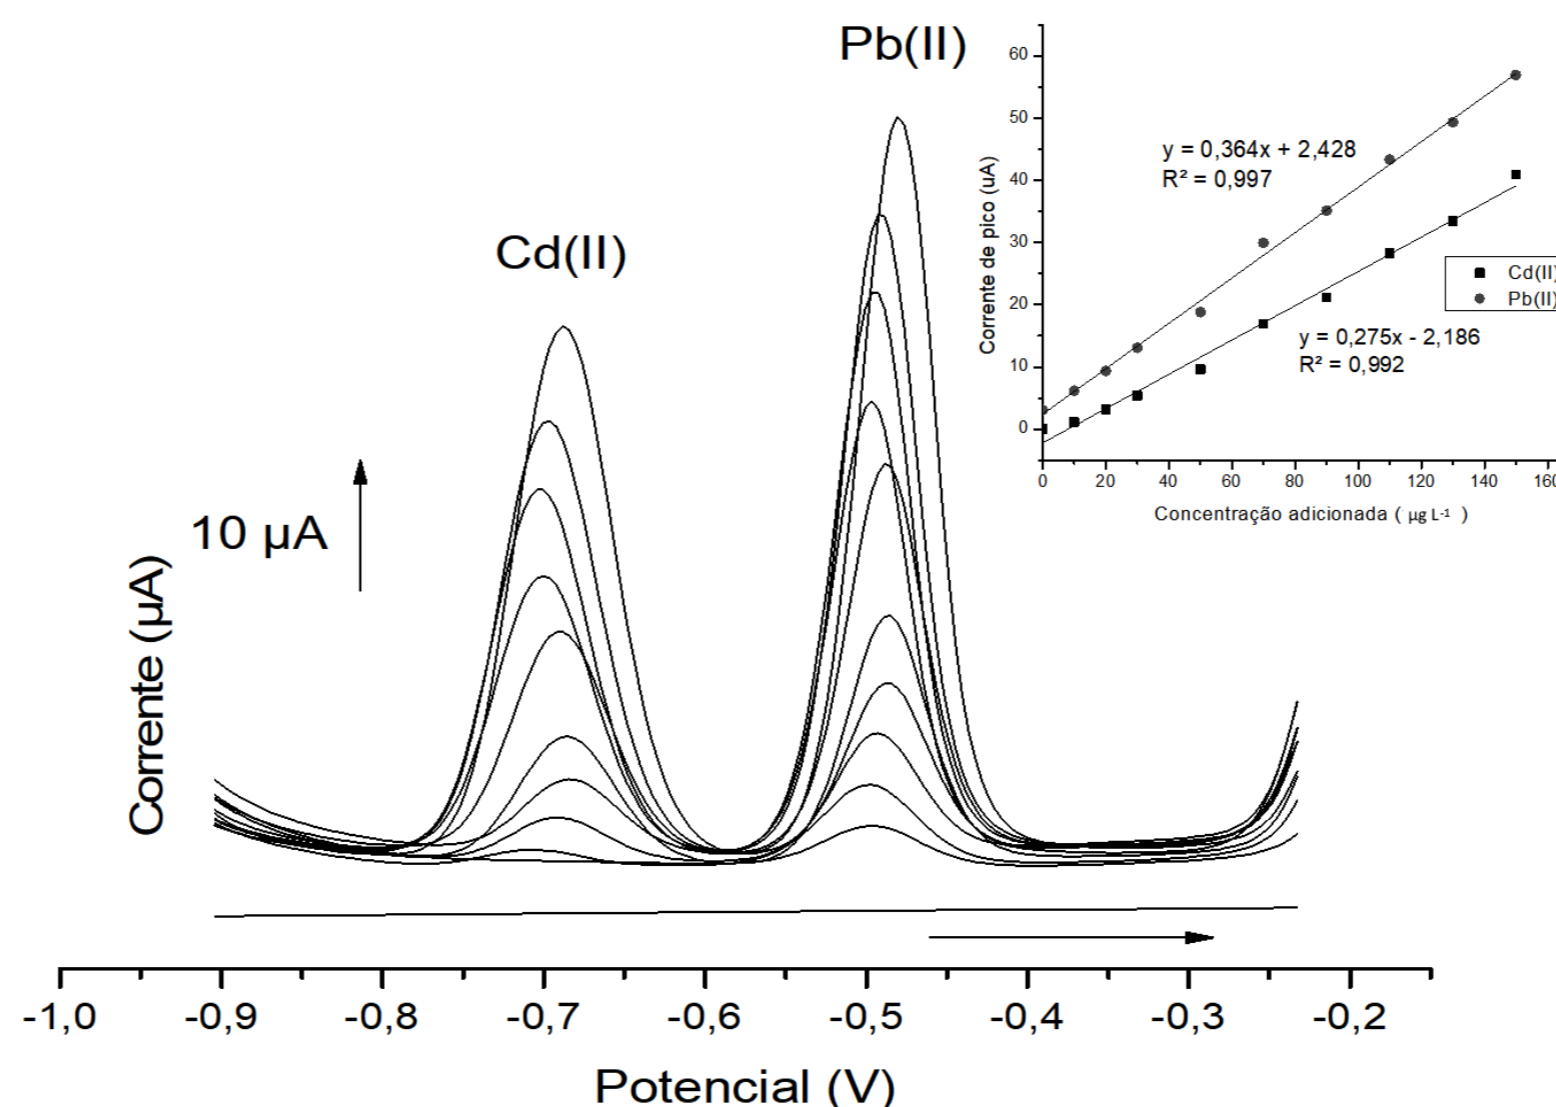 Pb(II)
Cd(II)
10 µA
Corrente (µA)
-1,0 -0,9 -0,8 -0,7 -0,6 -0,5 -0,4 -0,3 -0,2
Potencial (V)
Corrente de pico (uA)
60
50
40
30
20
10
0
y = 0,364x + 2,428
R² = 0,997
Cd(II)
Pb(II)
y = 0,275x - 2,186
R² = 0,992
0 20 40 60 80 100 120 140 160
Concentração adicionada ( µg L⁻¹ )